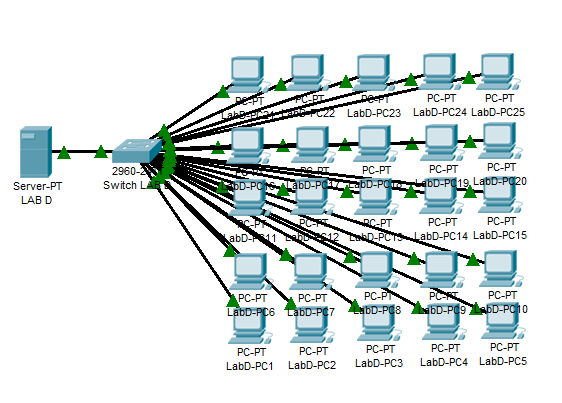 PC-PT PC-PT PC-PT PC-PT PC-PT
LabD-PC21 LabD-PC22 LabD-PC23 LabD-PC24 LabD-PC25
Server-PT
LAB D
2960-2
Switch LAB D
PC-PT PC-PT PC-PT PC-PT PC-PT
LabD-PC16 LabD-PC17 LabD-PC18 LabD-PC19 LabD-PC20
PC-PT PC-PT PC-PT PC-PT PC-PT
LabD-PC11 LabD-PC12 LabD-PC13 LabD-PC14 LabD-PC15
PC-PT PC-PT PC-PT PC-PT PC-PT
LabD-PC6 LabD-PC7 LabD-PC8 LabD-PC9 LabD-PC10
PC-PT PC-PT PC-PT PC-PT PC-PT
LabD-PC1 LabD-PC2 LabD-PC3 LabD-PC4 LabD-PC5